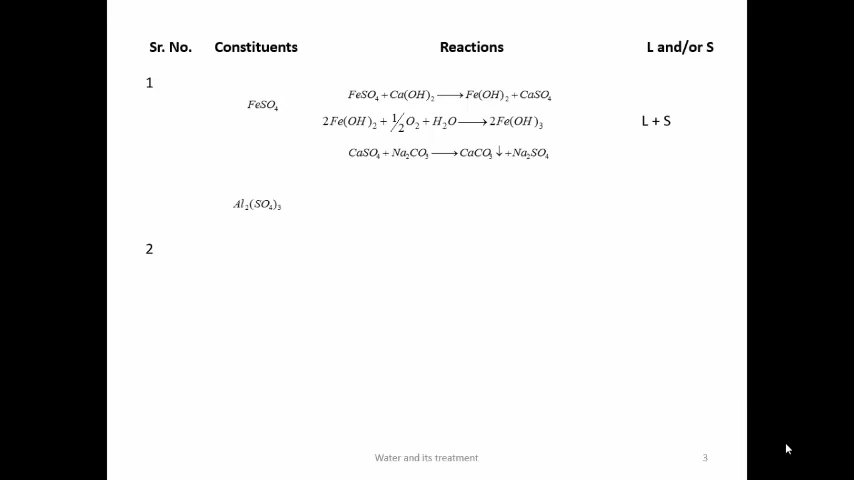 Sr. No. Constituents Reactions L and/or S
1
FeSO₄ + Ca(OH)₂ ⟶ Fe(OH)₂ + CaSO₄
FeSO₄
2Fe(OH)₂ + 1/2 O₂ + H₂O ⟶ 2Fe(OH)₃ L + S
CaSO₄ + Na₂CO₃ ⟶ CaCO₃ ↓ + Na₂SO₄
Al₂(SO₄)₃
2
Water and its treatment 3